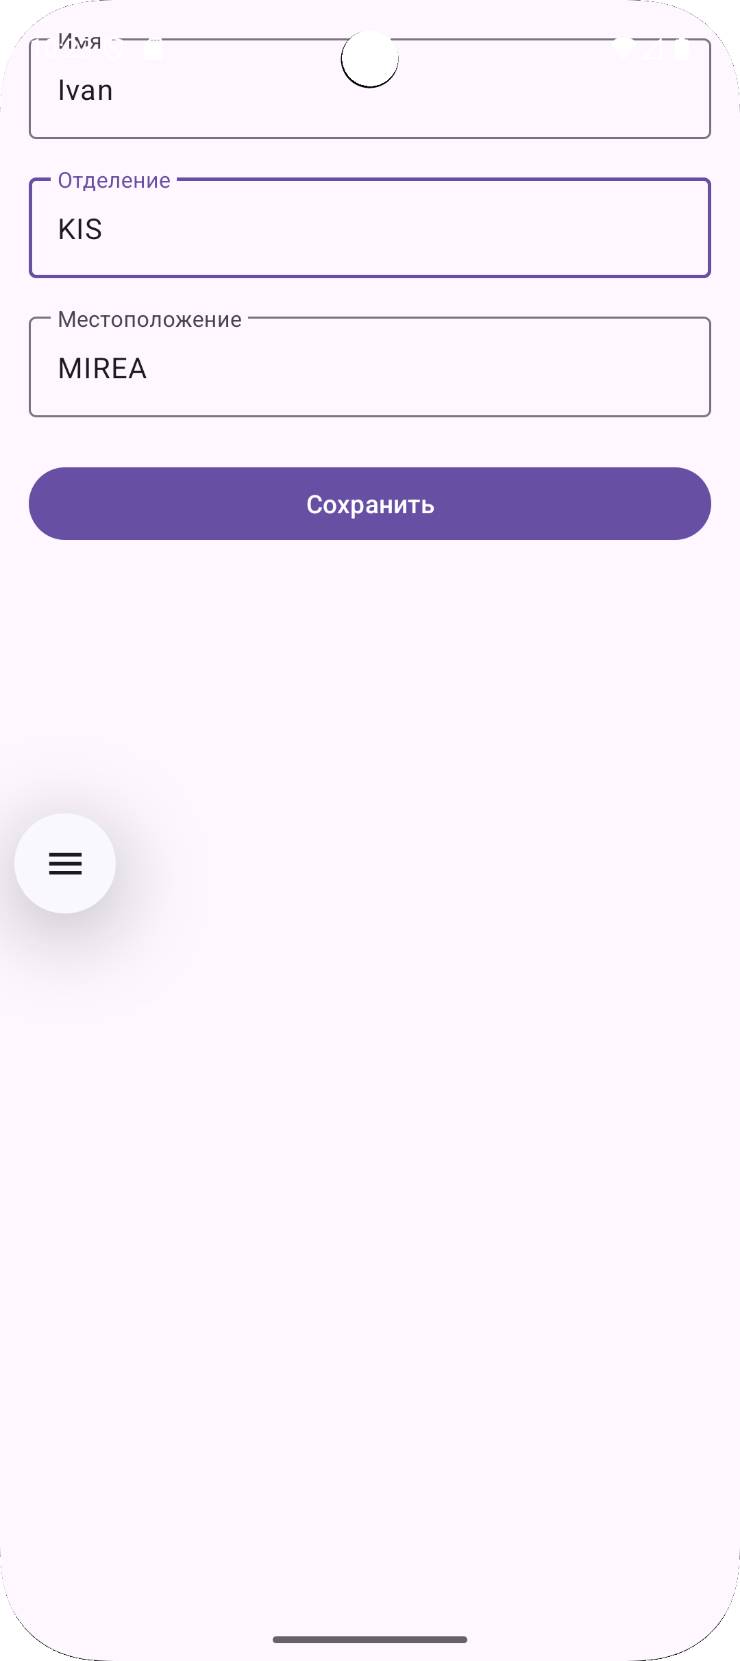 Имя
Ivan
Отделение
KIS
Местоположение
MIREA
Сохранить